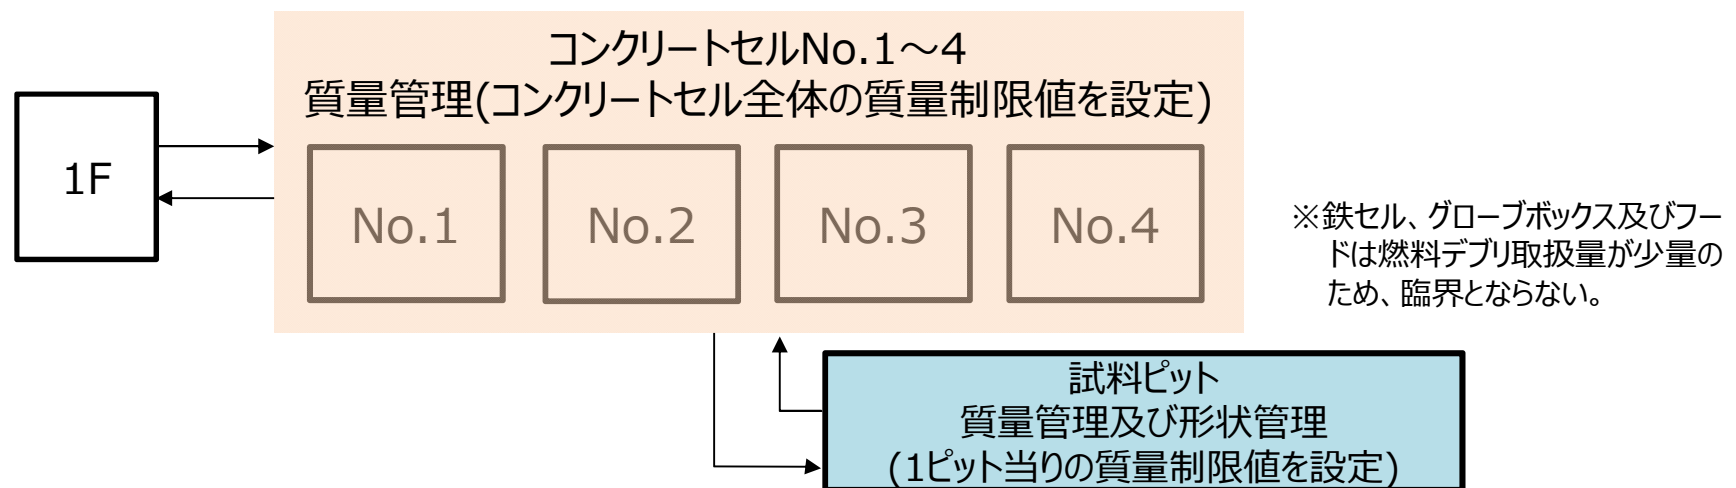 コンクリートセルNo.1～4
質量管理(コンクリートセル全体の質量制限値を設定)
1F
No.1
No.2
No.3
No.4
※鉄セル、グローブボックス及びフー
ドは燃料デブリ取扱量が少量の
ため、臨界とならない。
試料ピット
質量管理及び形状管理
(1ピット当りの質量制限値を設定)